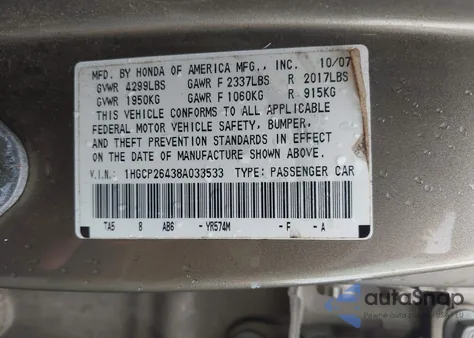 MFD. BY HONDA OF AMERICA MFG., INC. 10/07
GVWR 4299LBS GAWR F 2337LBS R 2017LBS
GVWR 1950KG GAWR F 1060KG R 915KG
THIS VEHICLE CONFORMS TO ALL APPLICABLE
FEDERAL MOTOR VEHICLE SAFETY, BUMPER,
AND THEFT PREVENTION STANDARDS IN EFFECT
ON THE DATE OF MANUFACTURE SHOWN ABOVE.
V.I.N.: 1HGCP26438A033533 TYPE: PASSENGER CAR
TA5 8 AB6 -YR574M -F -A
autoSnap